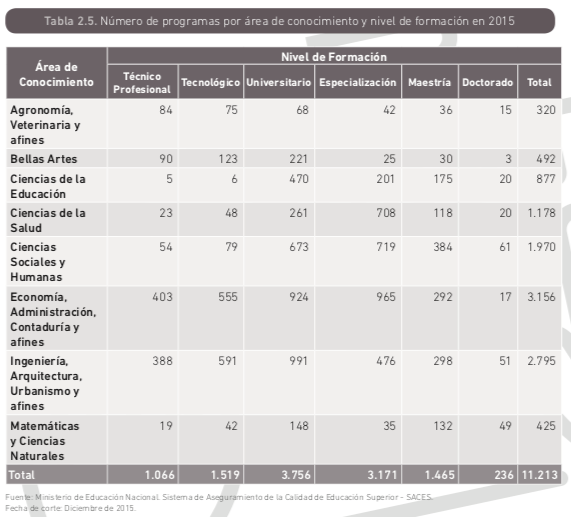 Tabla 2.5. Número de programas por área de conocimiento y nivel de formación en 2015
Área de Conocimiento
Nivel de Formación
Técnico Profesional Tecnológico Universitario Especialización Maestría Doctorado Total
Agronomía, 84 75 68 42 36 15 320
Veterinaria y
afines
Bellas Artes 90 123 221 25 30 3 492
Ciencias de la 5 6 470 201 175 20 877
Educación
Ciencias de la 23 48 261 708 118 20 1.178
Salud
Ciencias 54 79 673 719 384 61 1.970
Sociales y
Humanas
Economía, 403 555 924 965 292 17 3.156
Administración,
Contaduría y
afines
Ingeniería, 388 591 991 476 298 51 2.795
Arquitectura,
Urbanismo y
afines
Matemáticas 19 42 148 35 132 49 425
y Ciencias
Naturales
Total 1.066 1.519 3.756 3.171 1.465 236 11.213
Fuente: Ministerio de Educación Nacional. Sistema de Aseguramiento de la Calidad de Educación Superior - SACES.
Fecha de corte: Diciembre de 2015.